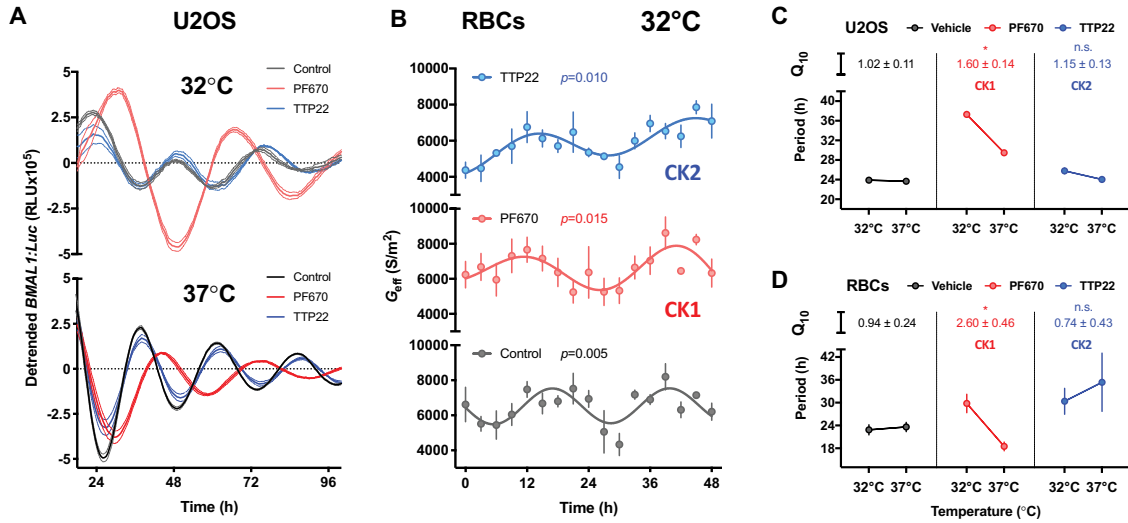 A
U2OS
32°C
Control
PF670
TTP22
5
2.5
0
-2.5
-5
37°C
Control
PF670
TTP22
5
2.5
0
-2.5
-5
24 48 72 96
Time (h)
Detrended BMAL1:Luc (RLUx10⁵)
B
RBCs 32°C
TTP22 p=0.010
10000
8000
6000
4000
CK2
PF670 p=0.015
10000
8000
6000
4000
CK1
Control p=0.005
10000
8000
6000
4000
0 12 24 36 48
Time (h)
Geff (S/m²)
C
U2OS Vehicle PF670 TTP22
* n.s.
Q10 1.02 ± 0.11 1.60 ± 0.14 1.15 ± 0.13
CK1 CK2
Period (h)
40
36
32
28
24
20
32°C 37°C 32°C 37°C 32°C 37°C
D
RBCs Vehicle PF670 TTP22
* n.s.
Q10 0.94 ± 0.24 2.60 ± 0.46 0.74 ± 0.43
CK1 CK2
Period (h)
48
42
36
30
24
18
32°C 37°C 32°C 37°C 32°C 37°C
Temperature (°C)